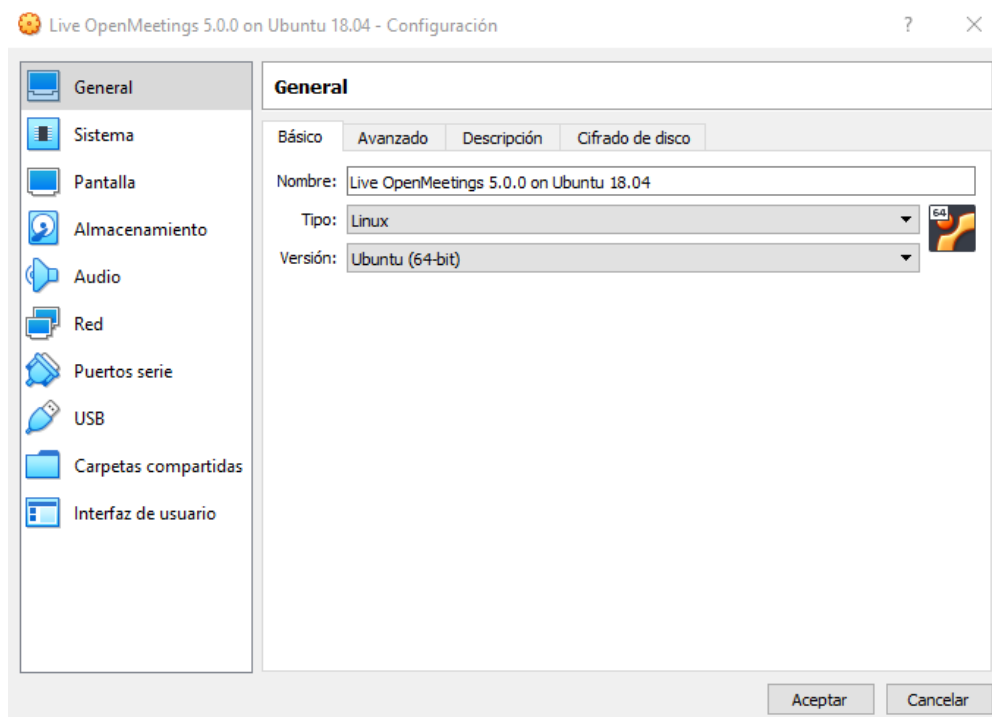 Live OpenMeetings 5.0.0 on Ubuntu 18.04 - Configuración
?
General
Sistema
Pantalla
Almacenamiento
Audio
Red
Puertos serie
USB
Carpetas compartidas
Interfaz de usuario
General
Básico Avanzado Descripción Cifrado de disco
Nombre: Live OpenMeetings 5.0.0 on Ubuntu 18.04
Tipo: Linux
64
Versión: Ubuntu (64-bit)
Aceptar Cancelar